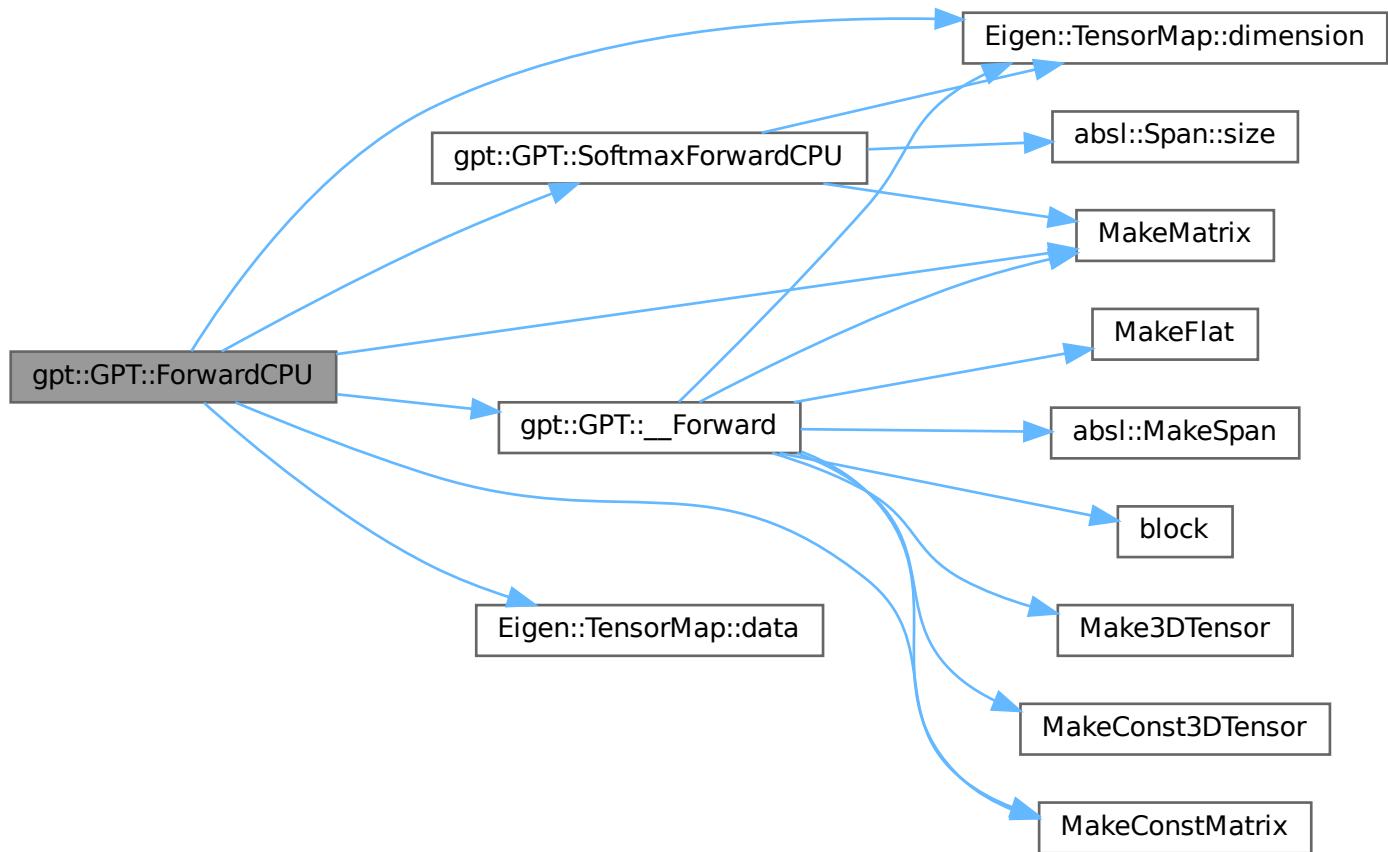 Eigen::TensorMap::dimension
gpt::GPT::SoftmaxForwardCPU
absl::Span::size
MakeMatrix
MakeFlat
gpt::GPT::ForwardCPU
gpt::GPT::__Forward
absl::MakeSpan
block
Eigen::TensorMap::data
Make3DTensor
MakeConst3DTensor
MakeConstMatrix